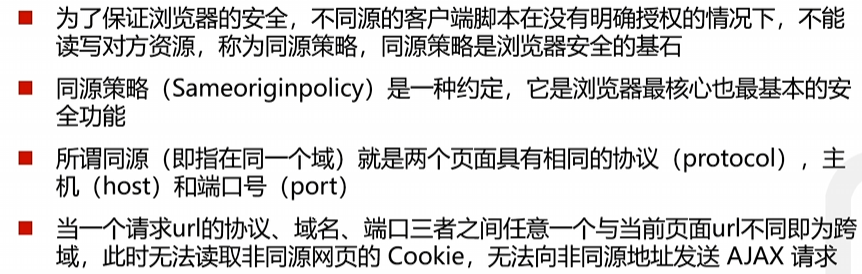 为了保证浏览器的安全，不同源的客户端脚本在没有明确授权的情况下，不能
读写对方资源，称为同源策略，同源策略是浏览器安全的基石
同源策略（Sameoriginpolicy）是一种约定，它是浏览器最核心也最基本的安
全功能
所谓同源（即指在同一个域）就是两个页面具有相同的协议（protocol），主
机（host）和端口号（port）
当一个请求url的协议、域名、端口三者之间任意一个与当前页面url不同即为跨
域，此时无法读取非同源网页的 Cookie，无法向非同源地址发送 AJAX 请求